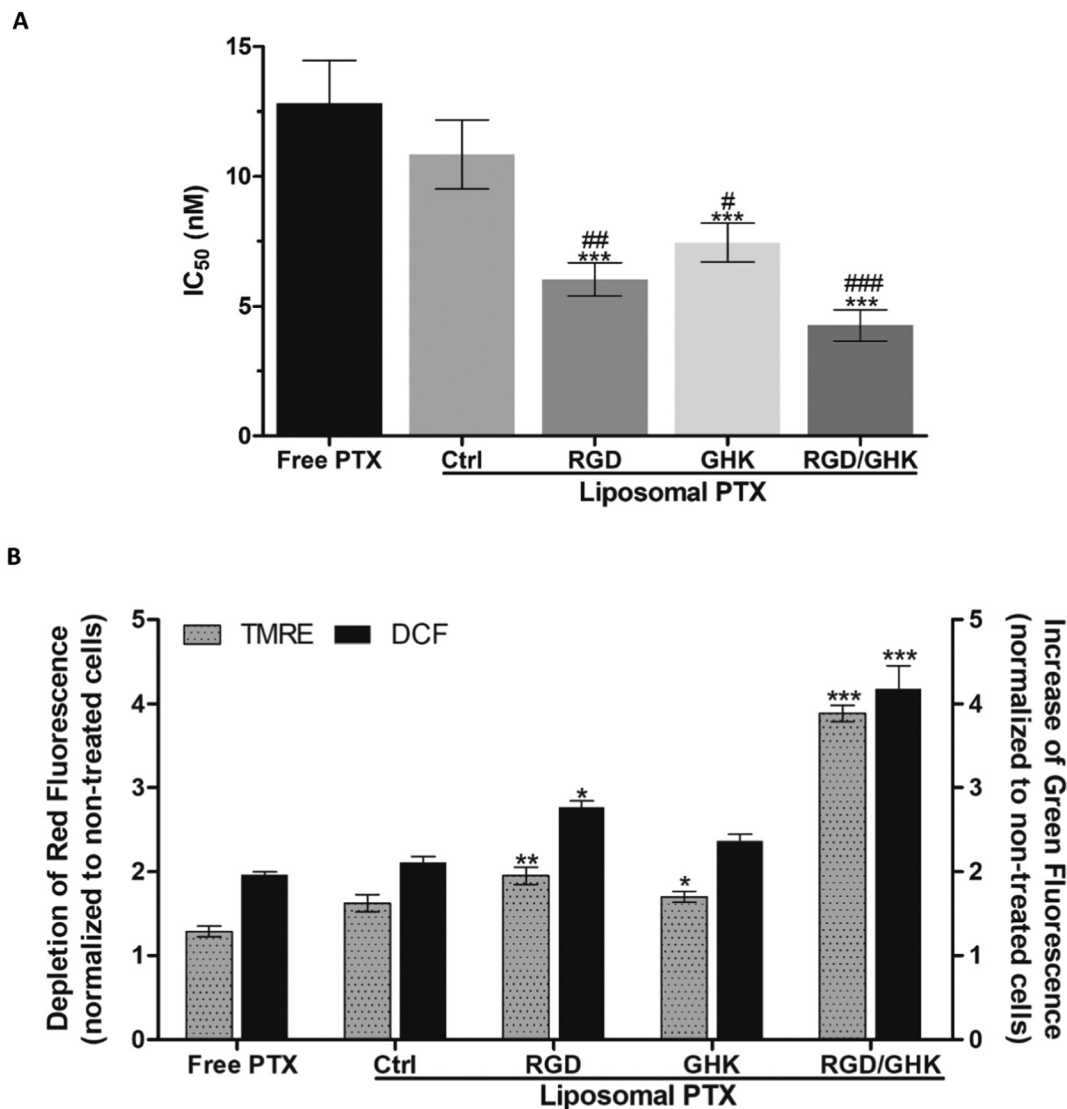 A
15
10
5
0
IC50 (nM)
##
***
#
***
###
***
Free PTX Ctrl RGD GHK RGD/GHK
Liposomal PTX
B
Depletion of Red Fluorescence
(normalized to non-treated cells)
5
4
3
2
1
0
TMRE DCF
**
*
*
***
***
5
4
3
2
1
0
Increase of Green Fluorescence
(normalized to non-treated cells)
Free PTX Ctrl RGD GHK RGD/GHK
Liposomal PTX